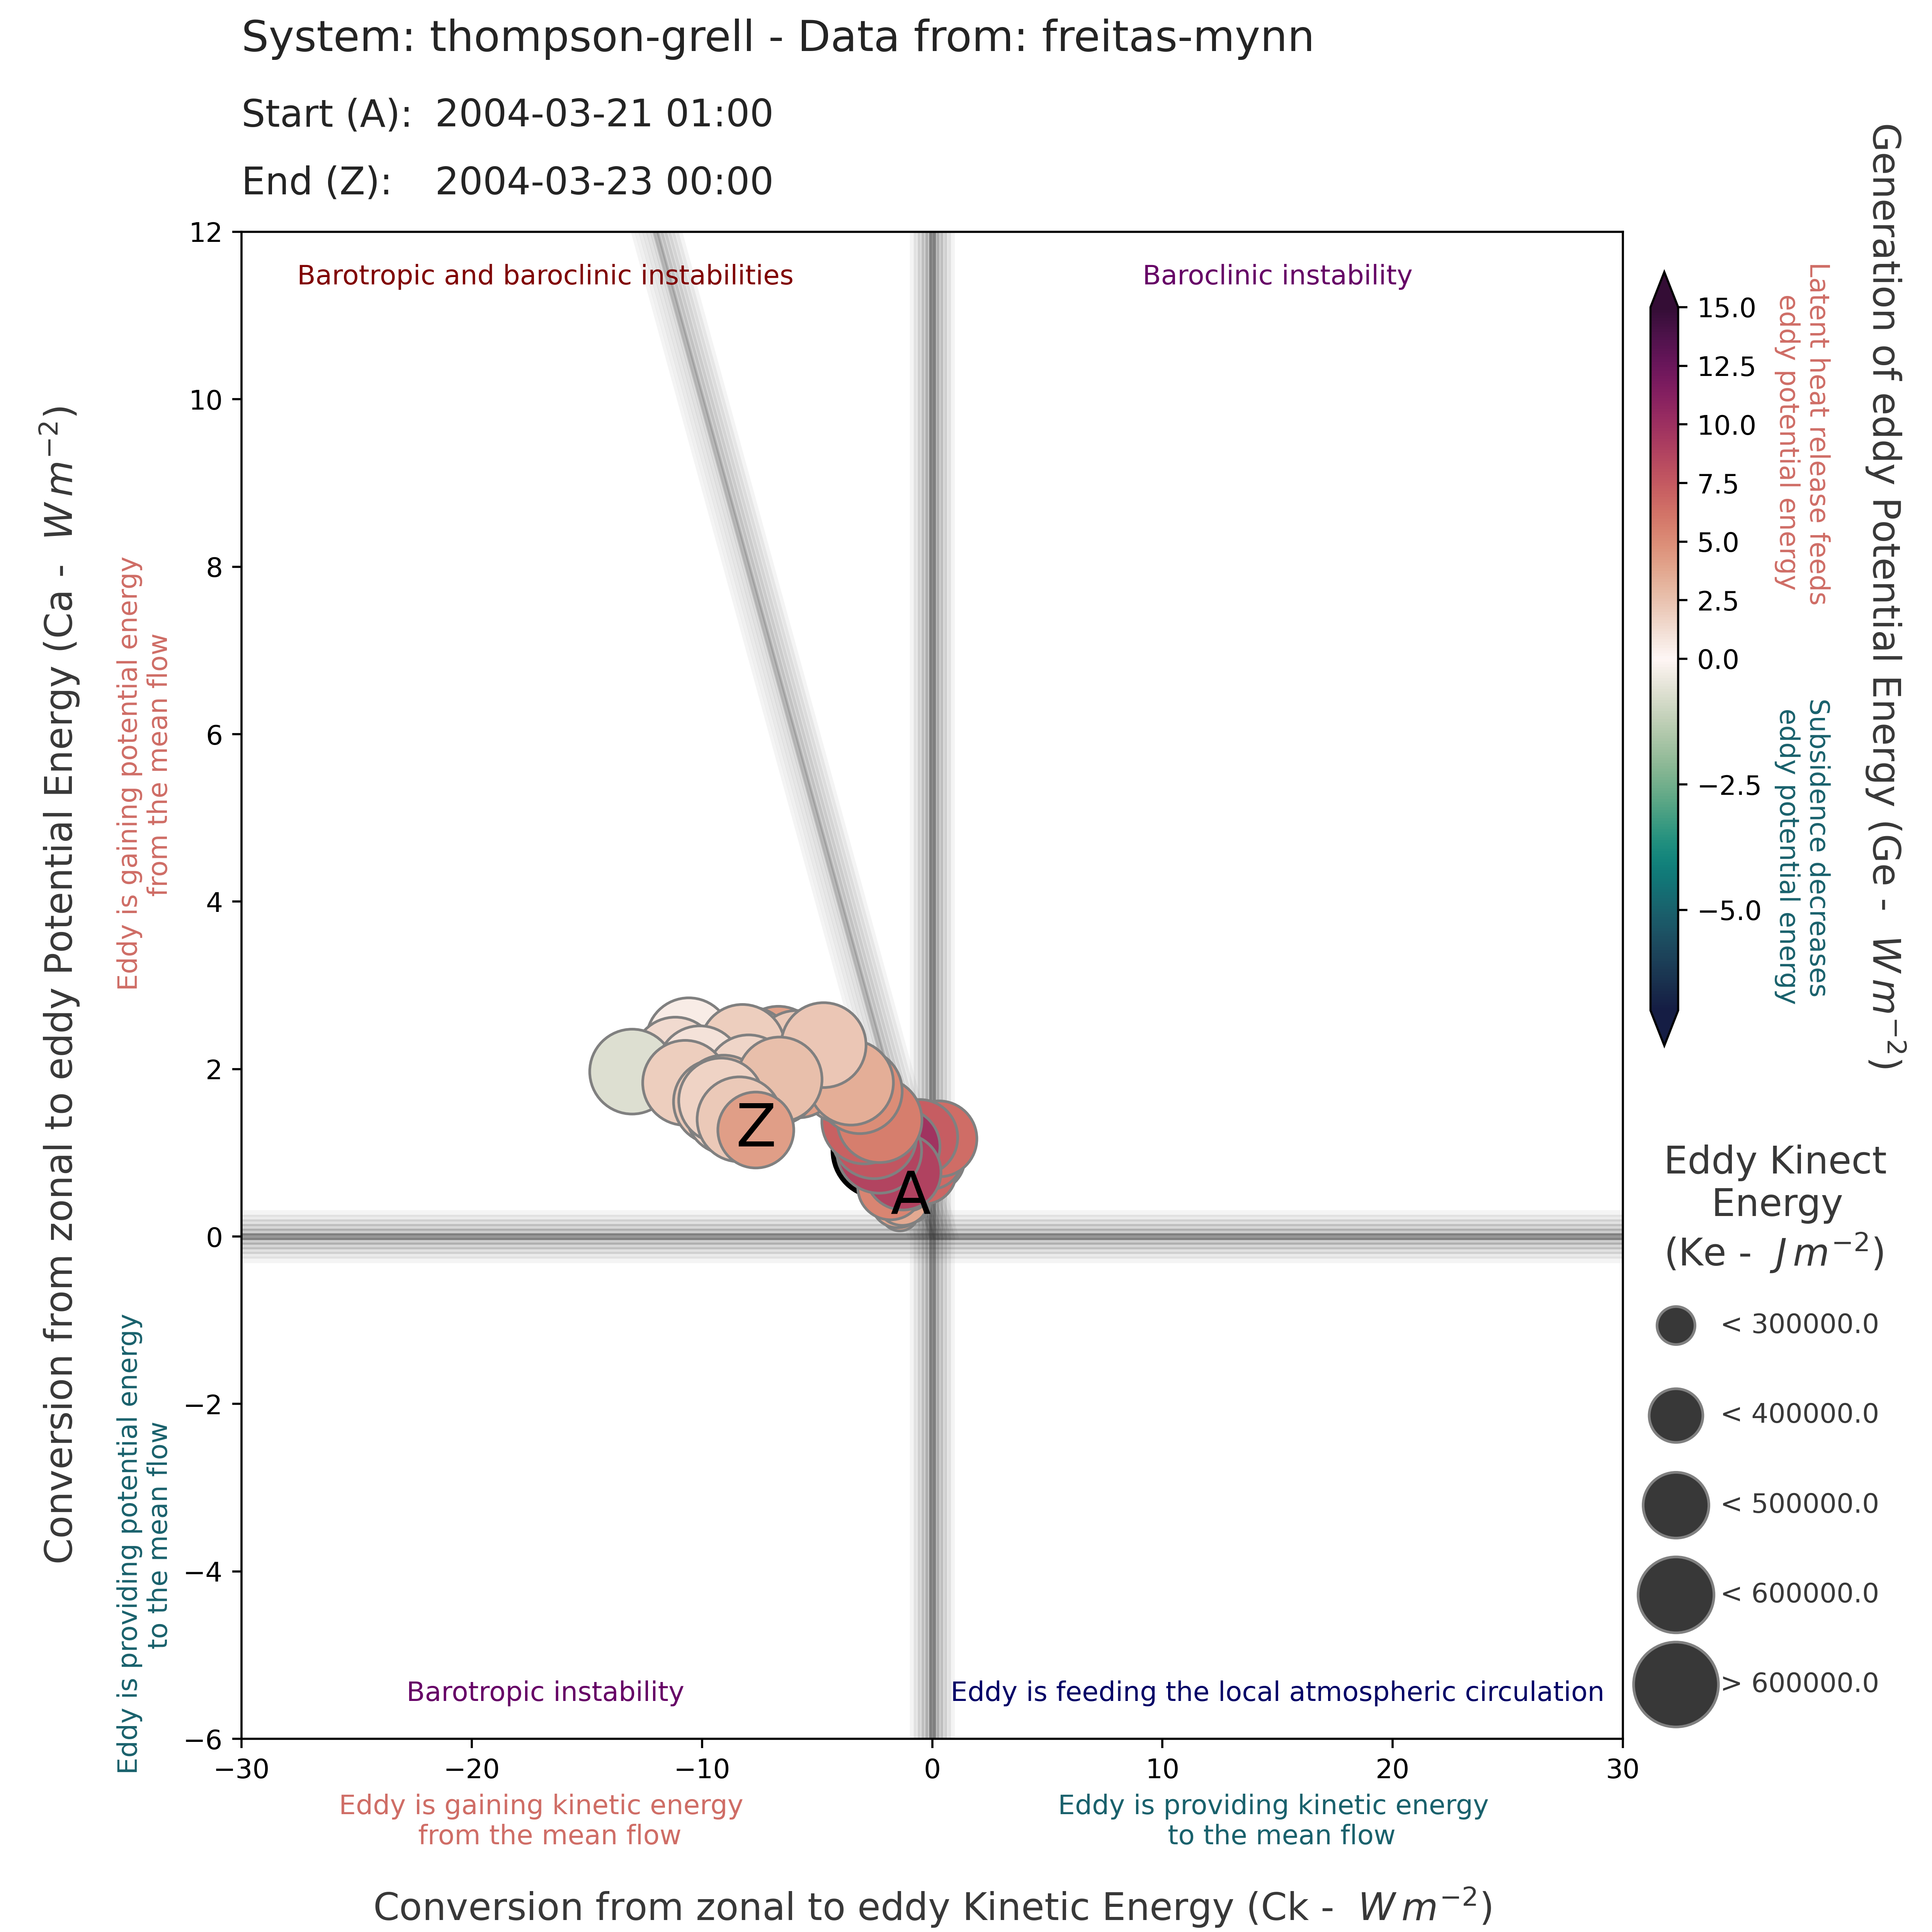 System: thompson-grell - Data from: freitas-mynn
Start (A): 2004-03-21 01:00
End (Z): 2004-03-23 00:00
Conversion from zonal to eddy Potential Energy (Ca - W m−2)
Eddy is gaining potential energy
from the mean flow
Eddy is providing potential energy
to the mean flow
12
10
8
6
4
2
0
−2
−4
−6
Barotropic and baroclinic instabilities
Baroclinic instability
Z
A
Barotropic instability
Eddy is feeding the local atmospheric circulation
−30
−20
−10
0
10
20
30
Eddy is gaining kinetic energy
from the mean flow
Eddy is providing kinetic energy
to the mean flow
Conversion from zonal to eddy Kinetic Energy (Ck - W m−2)
15.0
12.5
10.0
7.5
5.0
2.5
0.0
−2.5
−5.0
Latent heat release feeds
eddy potential energy
Subsidence decreases
eddy potential energy
Generation of eddy Potential Energy (Ge - W m−2)
Eddy Kinect
Energy
(Ke - J m−2)
< 300000.0
< 400000.0
< 500000.0
< 600000.0
> 600000.0